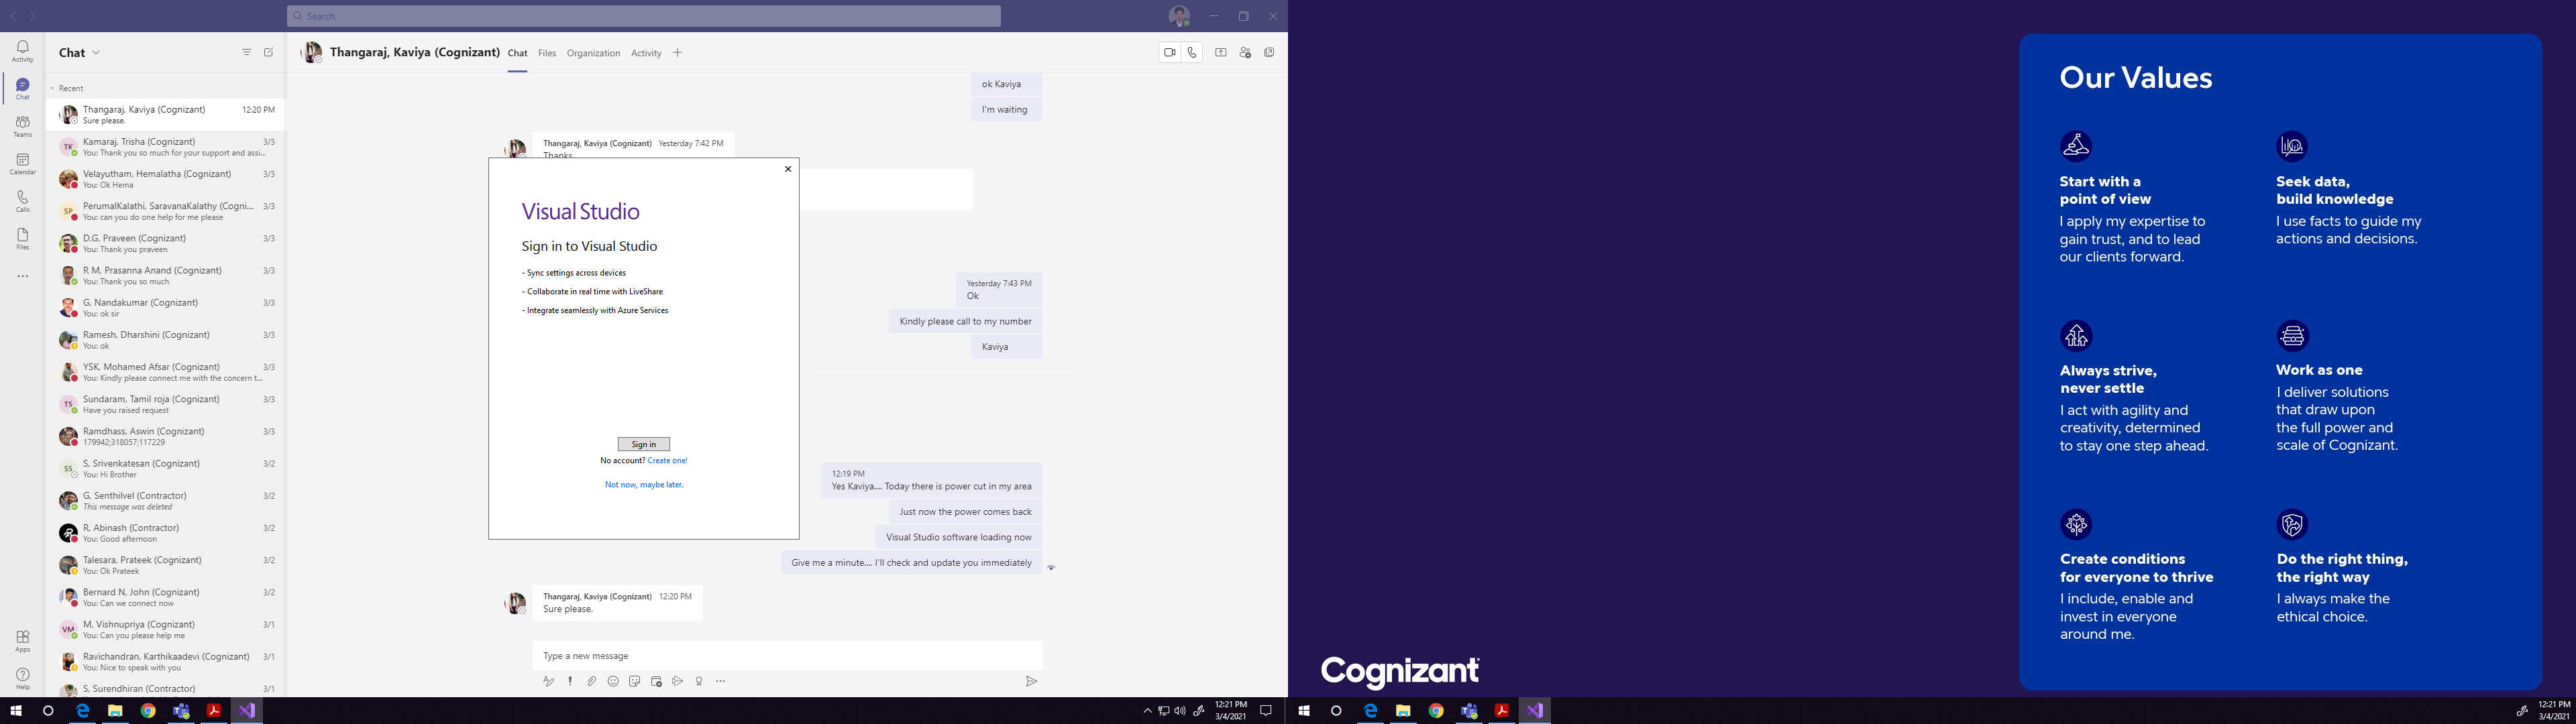 Search
Activity
Chat
Teams
Calendar
Calls
Files
Apps
Help
Chat
Recent
Thangaraj, Kaviya (Cognizant) 12:20 PM
Sure please.
TK
Kamaraj, Trisha (Cognizant) 3/3
You: Thank you so much for your support and assi...
Velayutham, Hemalatha (Cognizant) 3/3
You: Ok Hema
SP
PerumalKalathi, SaravanaKalathy (Cogni... 3/3
You: can you do one help for me please
D.G, Praveen (Cognizant) 3/3
You: Thank you praveen
R M, Prasanna Anand (Cognizant) 3/3
You: Thank you so much
G, Nandakumar (Cognizant) 3/3
You: ok sir
Ramesh, Dharshini (Cognizant) 3/3
You: ok
YSK, Mohamed Afsar (Cognizant) 3/3
You: Kindly please connect me with the concern t...
TS
Sundaram, Tamil roja (Cognizant) 3/3
Have you raised request
Ramdhass, Aswin (Cognizant) 3/3
179942;318057;117229
SS
S, Srivenkatesan (Cognizant) 3/2
You: Hi Brother
G, Senthilvel (Contractor) 3/2
This message was deleted
R, Abinash (Contractor) 3/2
You: Good afternoon
Talesara, Prateek (Cognizant) 3/2
You: Ok Prateek
Bernard N, John (Cognizant) 3/2
You: Can we connect now
VM
M, Vishnupriya (Cognizant) 3/1
You: Can you please help me
Ravichandran, Karthikaadevi (Cognizant) 3/1
You: Nice to speak with you
S, Surendhiran (Contractor) 3/1
Thangaraj, Kaviya (Cognizant) Chat Files Organization Activity
ok Kaviya
I'm waiting
Thangaraj, Kaviya (Cognizant) Yesterday 7:42 PM
Thanks
Yesterday 7:43 PM
Ok
Kindly please call to my number
Kaviya
12:19 PM
Yes Kaviya.... Today there is power cut in my area
Just now the power comes back
Visual Studio software loading now
Give me a minute.... I'll check and update you immediately
Thangaraj, Kaviya (Cognizant) 12:20 PM
Sure please.
Type a new message
Visual Studio
Sign in to Visual Studio
- Sync settings across devices
- Collaborate in real time with LiveShare
- Integrate seamlessly with Azure Services
Sign in
No account? Create one!
Not now, maybe later.
12:21 PM
3/4/2021
Our Values
Start with a
point of view
I apply my expertise to
gain trust, and to lead
our clients forward.
Seek data,
build knowledge
I use facts to guide my
actions and decisions.
Always strive,
never settle
I act with agility and
creativity, determined
to stay one step ahead.
Work as one
I deliver solutions
that draw upon
the full power and
scale of Cognizant.
Create conditions
for everyone to thrive
I include, enable and
invest in everyone
around me.
Do the right thing,
the right way
I always make the
ethical choice.
Cognizant
12:21 PM
3/4/2021